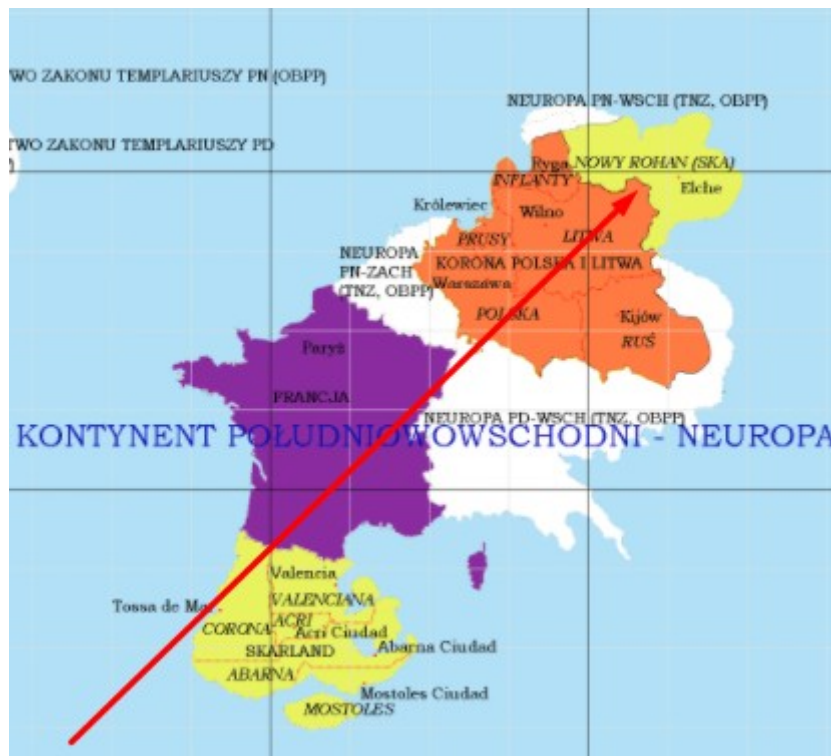 WO ZAKONU TEMPLARIUSZY PN (OBPP)
NEUROPA PN-WSCH (TNZ, OBPP)
TWO ZAKONU TEMPLARIUSZY PD
Ryga
NOWY ROHAN (SKA)
INFLANTY
Elche
Królewiec
Wilno
PRUSY
LITWA
NEUROPA
PN-ZACH
(TNZ, OBPP)
KORONA POLSKA I LITWA
Warszawa
POLSKA
Kijów
RUŚ
Paryż
FRANCJA
NEUROPA PD-WSCH (TNZ, OBPP)
KONTYNENT POŁUDNIOWOWSCHODNI - NEUROPA
Valencia
Tossa de Mar
VALENCIANA
ACRI
CORONA
Acri Ciudad
SKARLAND
Abarna Ciudad
ABARNA
Mostoles Ciudad
MOSTOLES